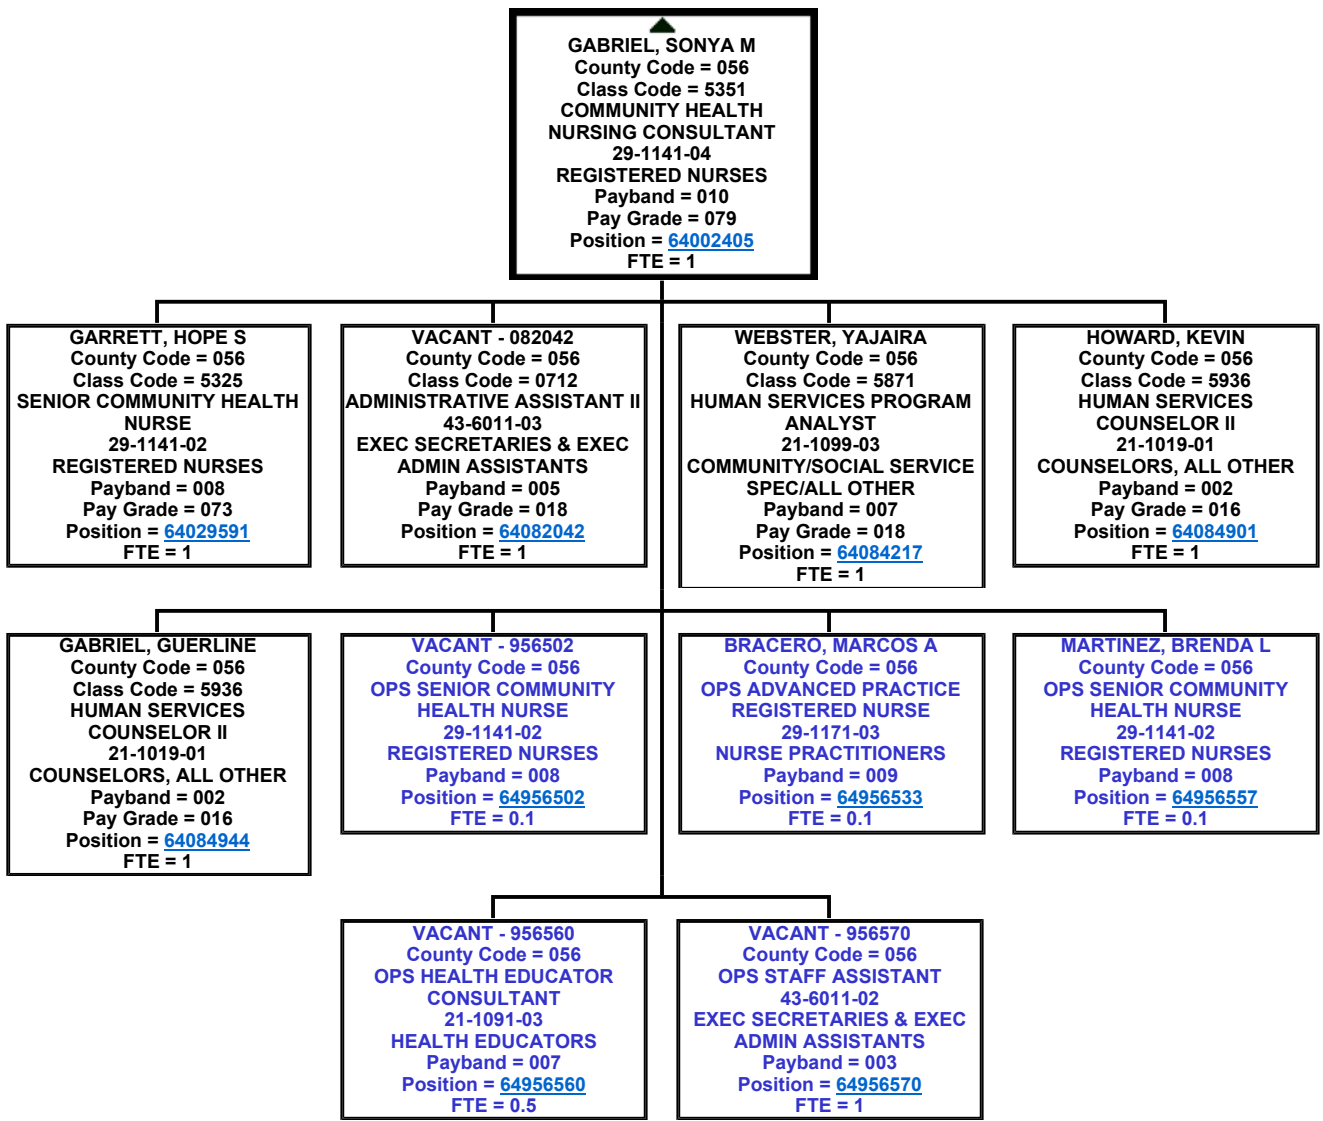 GABRIEL, SONYA M
County Code = 056
Class Code = 5351
COMMUNITY HEALTH
NURSING CONSULTANT
29-1141-04
REGISTERED NURSES
Payband = 010
Pay Grade = 079
Position = 64002405
FTE = 1
GARRETT, HOPE S
County Code = 056
Class Code = 5325
SENIOR COMMUNITY HEALTH
NURSE
29-1141-02
REGISTERED NURSES
Payband = 008
Pay Grade = 073
Position = 64029591
FTE = 1
VACANT - 082042
County Code = 056
Class Code = 0712
ADMINISTRATIVE ASSISTANT II
43-6011-03
EXEC SECRETARIES & EXEC
ADMIN ASSISTANTS
Payband = 005
Pay Grade = 018
Position = 64082042
FTE = 1
WEBSTER, YAJAIRA
County Code = 056
Class Code = 5871
HUMAN SERVICES PROGRAM
ANALYST
21-1099-03
COMMUNITY/SOCIAL SERVICE
SPEC/ALL OTHER
Payband = 007
Pay Grade = 018
Position = 64084217
FTE = 1
HOWARD, KEVIN
County Code = 056
Class Code = 5936
HUMAN SERVICES
COUNSELOR II
21-1019-01
COUNSELORS, ALL OTHER
Payband = 002
Pay Grade = 016
Position = 64084901
FTE = 1
GABRIEL, GUERLINE
County Code = 056
Class Code = 5936
HUMAN SERVICES
COUNSELOR II
21-1019-01
COUNSELORS, ALL OTHER
Payband = 002
Pay Grade = 016
Position = 64084944
FTE = 1
VACANT - 956502
County Code = 056
OPS SENIOR COMMUNITY
HEALTH NURSE
29-1141-02
REGISTERED NURSES
Payband = 008
Position = 64956502
FTE = 0.1
BRACERO, MARCOS A
County Code = 056
OPS ADVANCED PRACTICE
REGISTERED NURSE
29-1171-03
NURSE PRACTITIONERS
Payband = 009
Position = 64956533
FTE = 0.1
MARTINEZ, BRENDA L
County Code = 056
OPS SENIOR COMMUNITY
HEALTH NURSE
29-1141-02
REGISTERED NURSES
Payband = 008
Position = 64956557
FTE = 0.1
VACANT - 956560
County Code = 056
OPS HEALTH EDUCATOR
CONSULTANT
21-1091-03
HEALTH EDUCATORS
Payband = 007
Position = 64956560
FTE = 0.5
VACANT - 956570
County Code = 056
OPS STAFF ASSISTANT
43-6011-02
EXEC SECRETARIES & EXEC
ADMIN ASSISTANTS
Payband = 003
Position = 64956570
FTE = 1